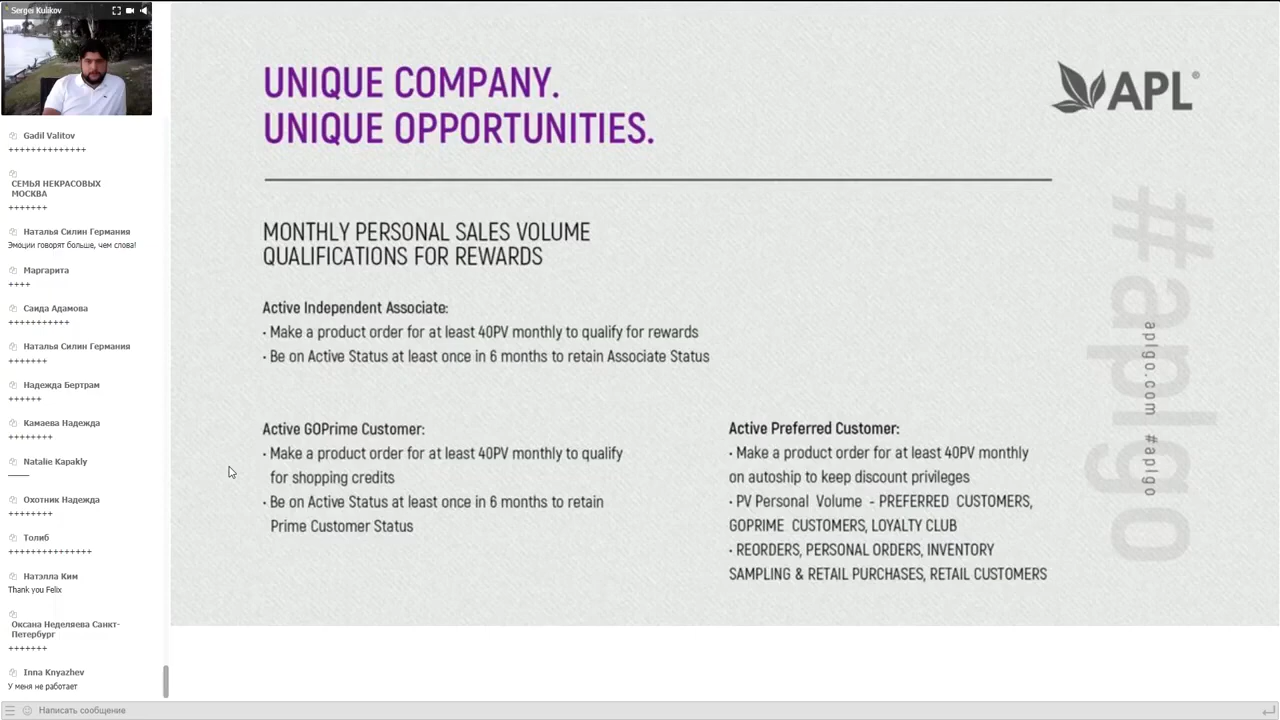 Sergei Kulikov
Gadil Valitov
++++++++++++++
СЕМЬЯ НЕКРАСОВЫХ
МОСКВА
+++++++
Наталья Силин Германия
Эмоции говорят больше, чем слова!
Маргарита
++++
Саида Адамова
+++++++++++
Наталья Силин Германия
+++++++
Надежда Бертрам
++++++
Камаева Надежда
++++++++
Natalie Kapakly
Охотник Надежда
++++++++
Толиб
+++++++++++++++
Натэлла Ким
Thank you Felix
Оксана Неделяева Санкт-
Петербург
+++++++
Inna Knyazhev
У меня не работает
Написать сообщение
UNIQUE COMPANY.
UNIQUE OPPORTUNITIES.
APL®
MONTHLY PERSONAL SALES VOLUME
QUALIFICATIONS FOR REWARDS
Active Independent Associate:
· Make a product order for at least 40PV monthly to qualify for rewards
· Be on Active Status at least once in 6 months to retain Associate Status
Active GOPrime Customer:
· Make a product order for at least 40PV monthly to qualify
for shopping credits
· Be on Active Status at least once in 6 months to retain
Prime Customer Status
Active Preferred Customer:
· Make a product order for at least 40PV monthly
on autoship to keep discount privileges
· PV Personal Volume - PREFERRED CUSTOMERS,
GOPRIME CUSTOMERS, LOYALTY CLUB
· REORDERS, PERSONAL ORDERS, INVENTORY
SAMPLING & RETAIL PURCHASES, RETAIL CUSTOMERS
#aplgo
aplgo.com #aplgo